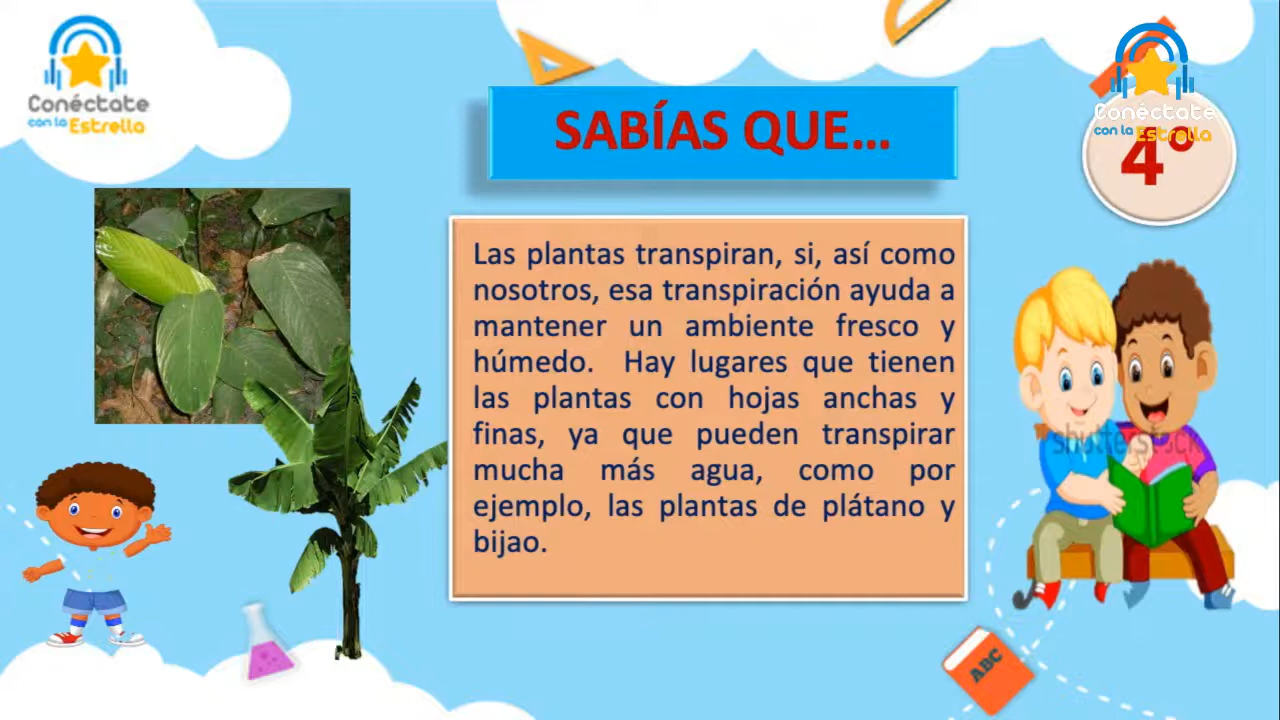 Conéctate
con la Estrella
SABÍAS QUE...
Conéctate
con la Estrella
4°
Las plantas transpiran, si, así como
nosotros, esa transpiración ayuda a
mantener un ambiente fresco y
húmedo. Hay lugares que tienen
las plantas con hojas anchas y
finas, ya que pueden transpirar
mucha más agua, como por
ejemplo, las plantas de plátano y
bijao.
shutterstock
ABC